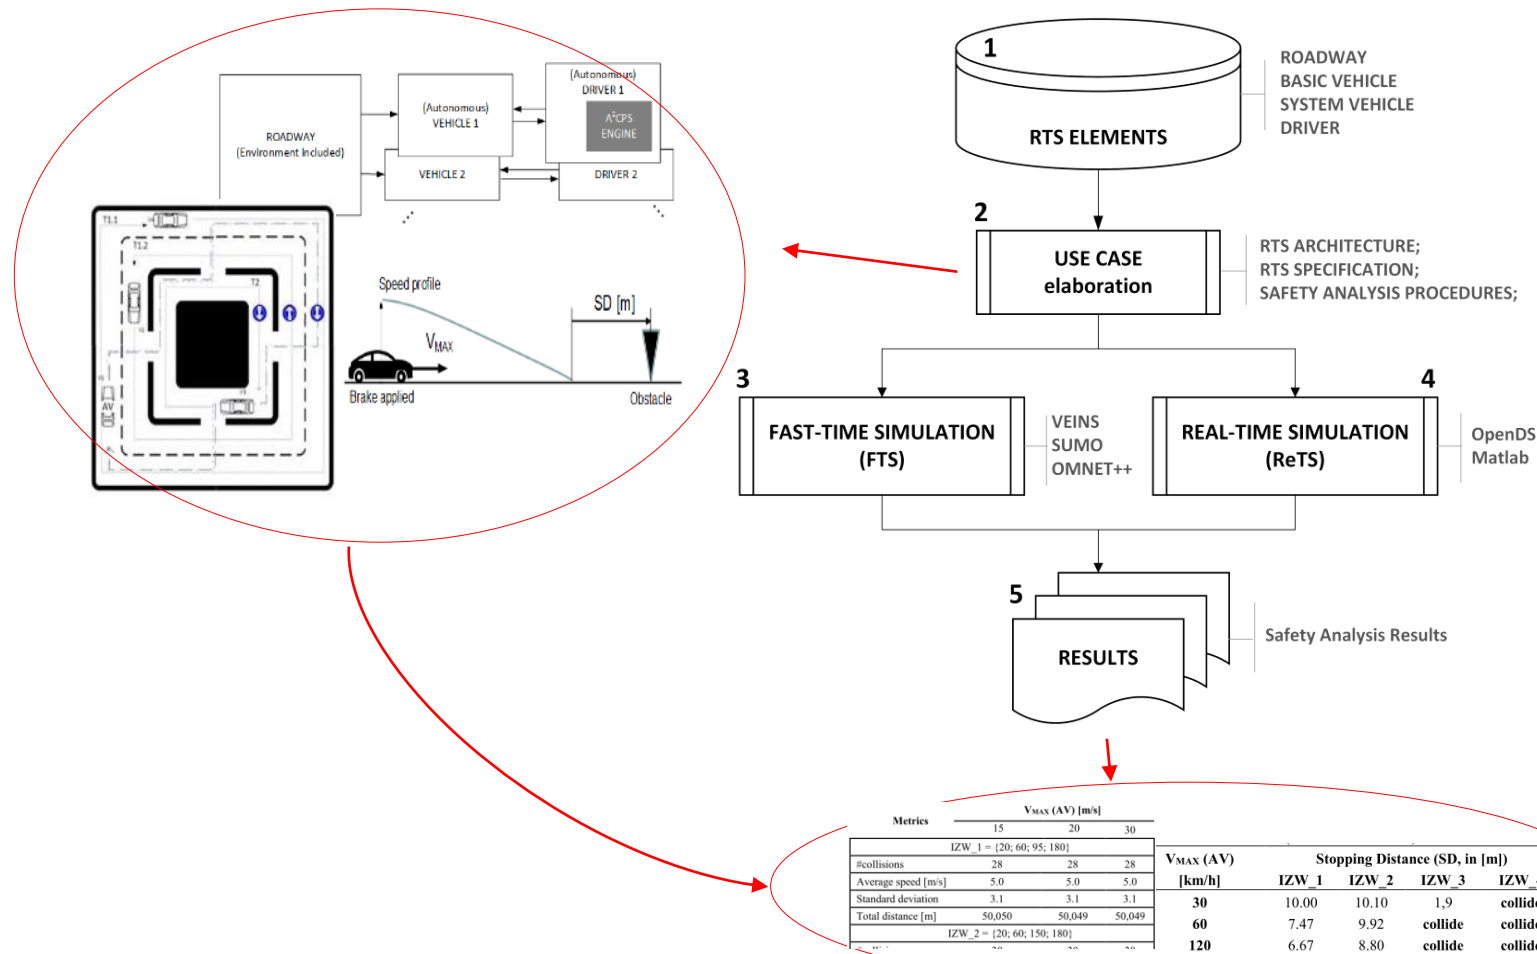 (Autonomous)
DRIVER 1
A²CPS
ENGINE
(Autonomous)
VEHICLE 1
ROADWAY
(Environment Included)
VEHICLE 2
DRIVER 2
T1.1
T1.2
T2
AV
Speed profile
SD [m]
VMAX
Brake applied
Obstacle
1
RTS ELEMENTS
ROADWAY
BASIC VEHICLE
SYSTEM VEHICLE
DRIVER
2
USE CASE
elaboration
RTS ARCHITECTURE;
RTS SPECIFICATION;
SAFETY ANALYSIS PROCEDURES;
3
FAST-TIME SIMULATION
(FTS)
VEINS
SUMO
OMNET++
4
REAL-TIME SIMULATION
(ReTS)
OpenDS
Matlab
5
RESULTS
Safety Analysis Results
Metrics VMAX (AV) [m/s]
15 20 30
IZW_1 = {20; 60; 95; 180}
#collisions 28 28 28
Average speed [m/s] 5.0 5.0 5.0
Standard deviation 3.1 3.1 3.1
Total distance [m] 50,050 50,049 50,049
IZW_2 = {20; 60; 150; 180}
VMAX (AV) Stopping Distance (SD, in [m])
[km/h] IZW_1 IZW_2 IZW_3 IZW_
30 10.00 10.10 1,9 collide
60 7.47 9.92 collide collide
120 6.67 8.80 collide collide